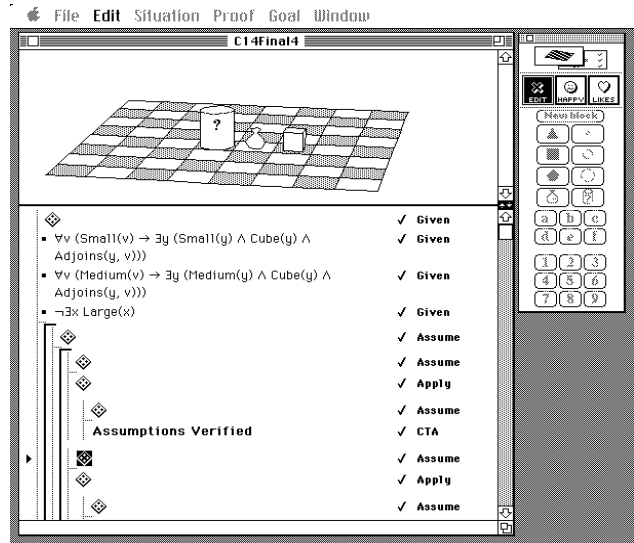 File Edit Situation Proof Goal Window
C14Final4
?
EDIT HAPPY LIKES
New block
a b c
d e f
1 2 3
4 5 6
7 8 9
✓ Given
▪ ∀v (Small(v) → ∃y (Small(y) ∧ Cube(y) ∧ ✓ Given
Adjoins(y, v)))
▪ ∀v (Medium(v) → ∃y (Medium(y) ∧ Cube(y) ∧ ✓ Given
Adjoins(y, v)))
▪ ¬∃x Large(x) ✓ Given
✓ Assume
✓ Assume
✓ Apply
✓ Assume
Assumptions Verified ✓ CTA
✓ Assume
✓ Apply
✓ Assume